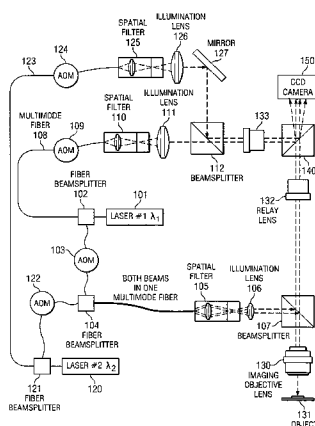 124
SPATIAL
FILTER
125
ILLUMINATION
LENS
126
MIRROR
127
123
AOM
150
CCD
CAMERA
MULTIMODE
FIBER
108
109
AOM
SPATIAL
FILTER
110
ILLUMINATION
LENS
111
133
112
BEAMSPLITTER
140
132
RELAY
LENS
FIBER
BEAMSPLITTER
102
101
LASER #1 λ1
103
AOM
122
AOM
BOTH
BEAMS
IN ONE
MULTIMODE FIBER
SPATIAL
FILTER
105
ILLUMINATION
LENS
106
107
BEAMSPLITTER
104
FIBER
BEAMSPLITTER
130
IMAGING
OBJECTIVE
LENS
LASER #2 λ2
121
FIBER
BEAMSPLITTER
120
131
OBJECT